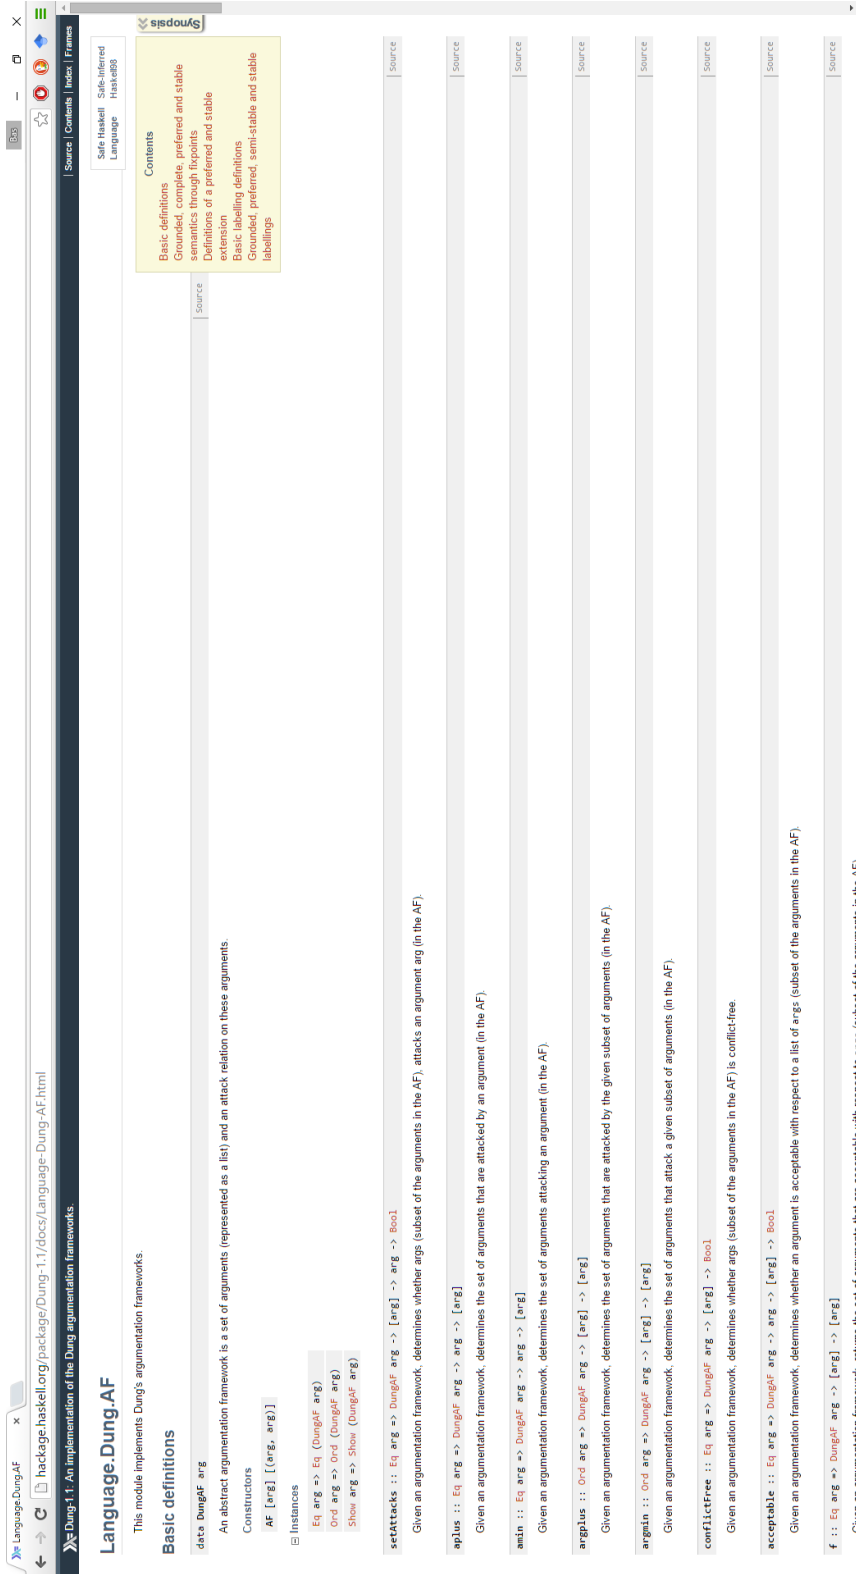 Language.Dung.AF
Bas
hackage.haskell.org/package/Dung-1.1/docs/Language-Dung-AF.html
Dung-1.1: An implementation of the Dung argumentation frameworks.
Source | Contents | Index | Frames
Safe Haskell Safe-Inferred
Language Haskell98
Language.Dung.AF
This module implements Dung's argumentation frameworks.
Synopsis
Contents
Basic definitions
Grounded, complete, preferred and stable
semantics through fixpoints
Definitions of a preferred and stable
extension
Basic labelling definitions
Grounded, preferred, semi-stable and stable
labellings
Basic definitions
data DungAF arg
Source
An abstract argumentation framework is a set of arguments (represented as a list) and an attack relation on these arguments.
Constructors
AF [arg] [(arg, arg)]
Instances
Eq arg => Eq (DungAF arg)
Ord arg => Ord (DungAF arg)
Show arg => Show (DungAF arg)
setAttacks :: Eq arg => DungAF arg -> [arg] -> arg -> Bool
Source
Given an argumentation framework, determines whether args (subset of the arguments in the AF), attacks an argument arg (in the AF).
aplus :: Eq arg => DungAF arg -> arg -> [arg]
Source
Given an argumentation framework, determines the set of arguments that are attacked by an argument (in the AF).
amin :: Eq arg => DungAF arg -> arg -> [arg]
Source
Given an argumentation framework, determines the set of arguments attacking an argument (in the AF).
argplus :: Ord arg => DungAF arg -> [arg] -> [arg]
Source
Given an argumentation framework, determines the set of arguments that are attacked by the given subset of arguments (in the AF).
argmin :: Ord arg => DungAF arg -> [arg] -> [arg]
Source
Given an argumentation framework, determines the set of arguments that attack a given subset of arguments (in the AF).
conflictFree :: Eq arg => DungAF arg -> [arg] -> Bool
Source
Given an argumentation framework, determines whether args (subset of the arguments in the AF) is conflict-free.
acceptable :: Eq arg => DungAF arg -> arg -> [arg] -> Bool
Source
Given an argumentation framework, determines whether an argument is acceptable with respect to a list of args (subset of the arguments in the AF).
f :: Eq arg => DungAF arg -> [arg] -> [arg]
Source